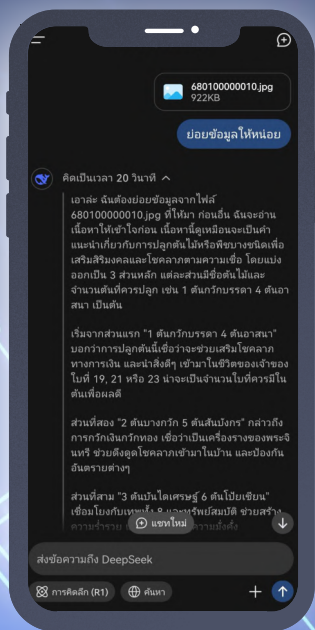 680100000010.jpg
922KB
ย่อยข้อมูลให้หน่อย
คิดเป็นเวลา 20 วินาที
เอาล่ะ ฉันต้องย่อยข้อมูลจากไฟล์
680100000010.jpg ที่ให้มา ก่อนอื่น ฉันจะอ่าน
เนื้อหาให้เข้าใจก่อน เนื้อหานี้ดูเหมือนจะเป็นคำ
แนะนำเกี่ยวกับการปลูกต้นไม้หรือพืชบางชนิดเพื่อ
เสริมสิริมงคลและโชคลาภตามความเชื่อ โดยแบ่ง
ออกเป็น 3 ส่วนหลัก แต่ละส่วนมีชื่อต้นไม้และ
จำนวนต้นที่ควรปลูก เช่น 1 ต้นกวักบรรดา 4 ต้นอา
สนา เป็นต้น
เริ่มจากส่วนแรก "1 ต้นกวักบรรดา 4 ต้นอาสนา"
บอกว่าการปลูกต้นนี้เชื่อว่าจะช่วยเสริมโชคลาภ
ทางการเงิน และนำสิ่งดีๆ เข้ามาในชีวิตของเจ้าของ
ใบที่ 19, 21 หรือ 23 น่าจะเป็นจำนวนใบที่ควรมีใน
ต้นเพื่อผลดี
ส่วนที่สอง "2 ต้นบางกวัก 5 ต้นสับบังกร" กล่าวถึง
การกวักเงินกวักทอง เชื่อว่าเป็นเครื่องรางของพระจั
นทรี ช่วยดึงดูดโชคลาภเข้ามาในบ้าน และป้องกัน
อันตรายต่างๆ
ส่วนที่สาม "3 ต้นบันไดเศรษฐ์ 6 ต้นโป๊ยเซียน"
เชื่อมโยงกับเทพทั้ง 8 และทรัพย์สมบัติ ช่วยสร้าง
ความร่ำรวย ความมั่งคั่ง
แชทใหม่
ส่งข้อความถึง DeepSeek
การคิดลึก (R1) ค้นหา